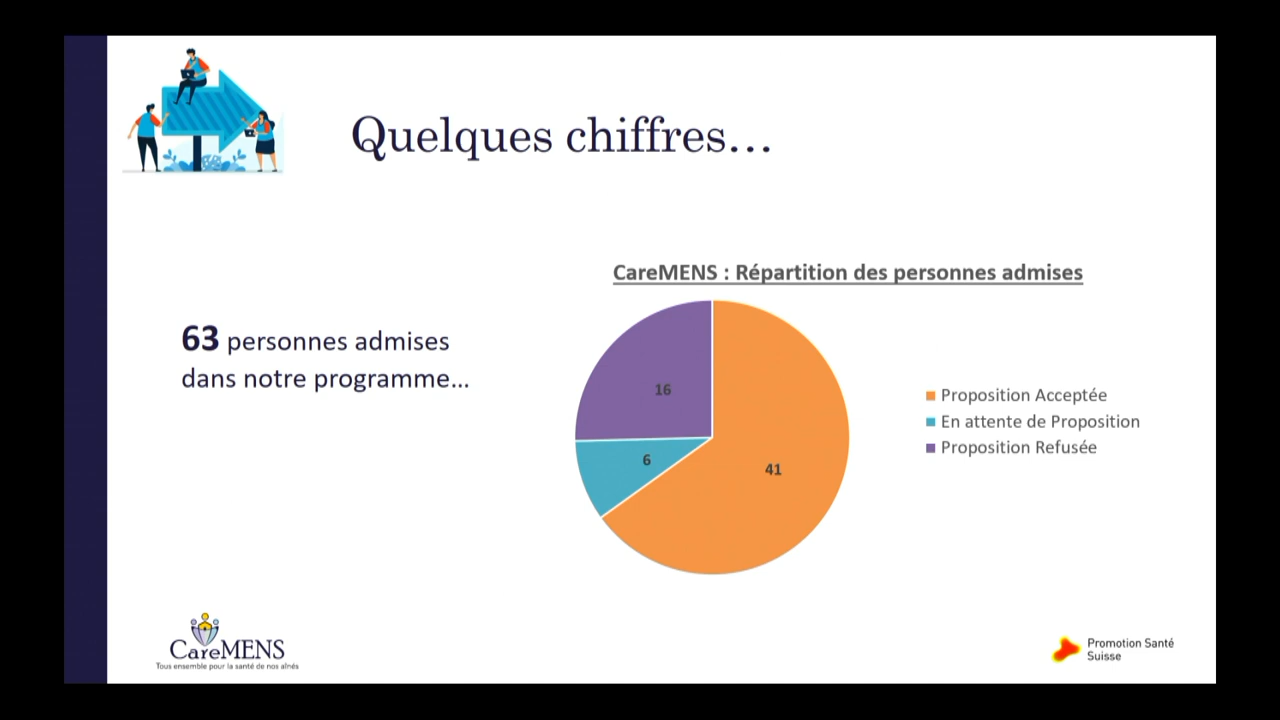 Quelques chiffres...
CareMENS : Répartition des personnes admises
63 personnes admises
dans notre programme...
16
6
41
Proposition Acceptée
En attente de Proposition
Proposition Refusée
CareMENS
Tous ensemble pour la santé de nos aînés
Promotion Santé
Suisse